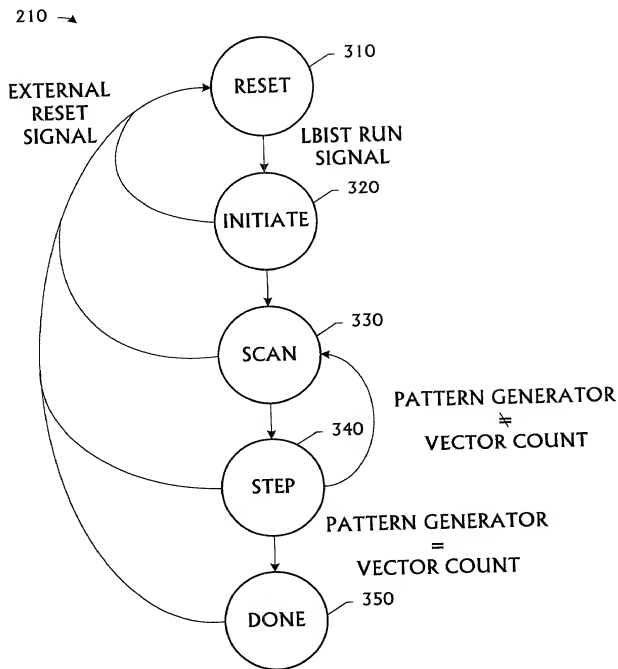 210
310
RESET
EXTERNAL
RESET
SIGNAL
LBIST RUN
SIGNAL
320
INITIATE
330
SCAN
PATTERN GENERATOR
≠
VECTOR COUNT
340
STEP
PATTERN GENERATOR
=
VECTOR COUNT
350
DONE